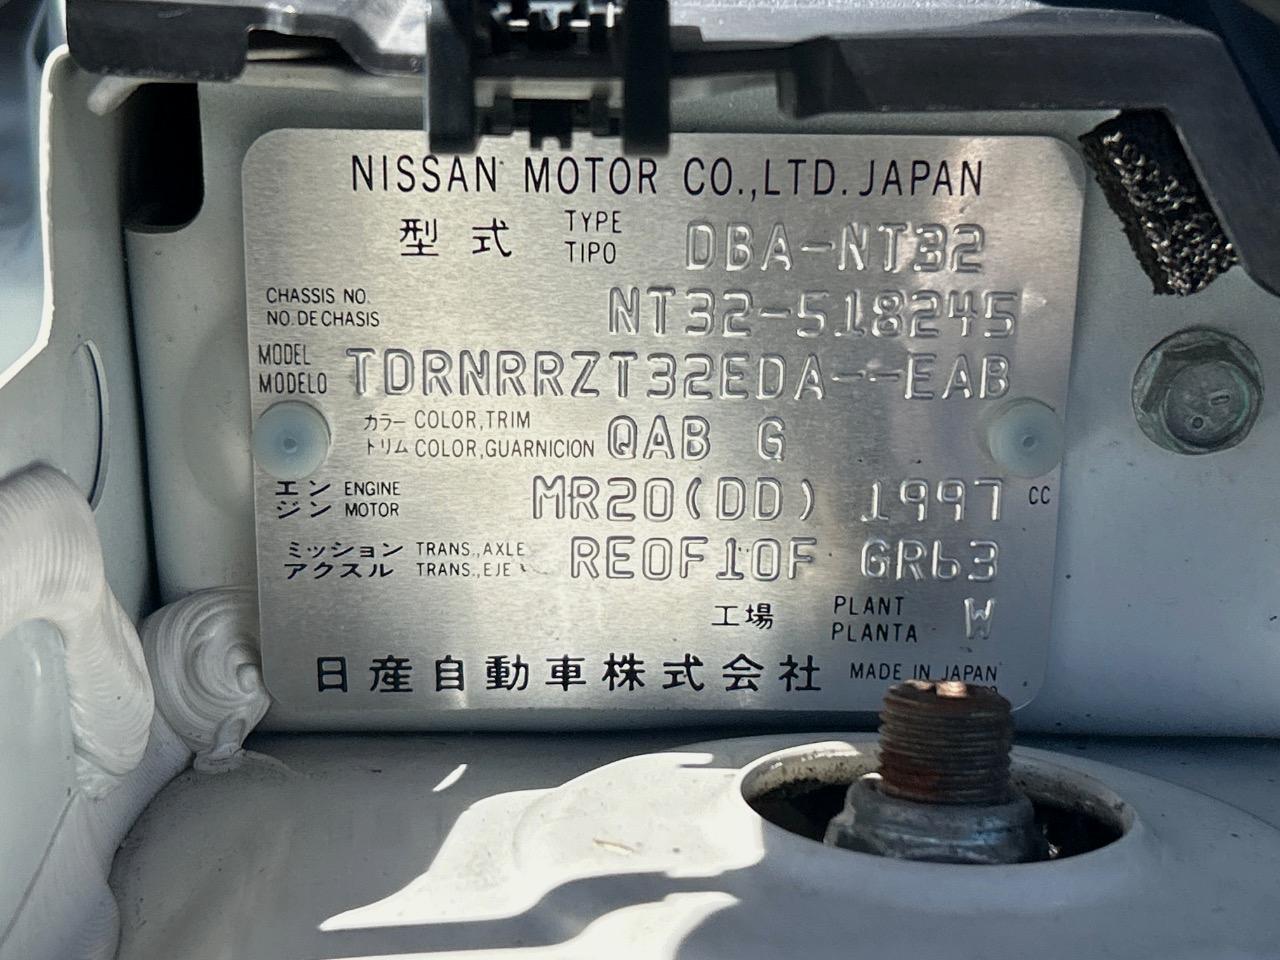 NISSAN MOTOR CO.,LTD. JAPAN
型式 TYPE TIPO DBA-NT32
CHASSIS NO. NO. DE CHASIS NT32-518245
MODEL MODELO TDRNRRZT32EDA--EAB
カラー COLOR,TRIM
トリム COLOR,GUARNICION QAB G
エンジン ENGINE MOTOR MR20(DD) 1997 CC
ミッション TRANS.,AXLE
アクスル TRANS.,EJE RE0F10F GR63
工場 PLANT PLANTA W
日産自動車株式会社 MADE IN JAPAN